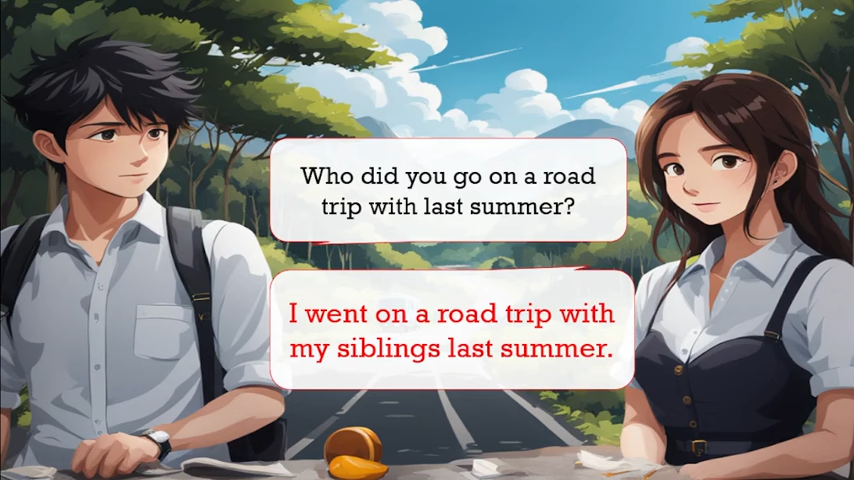 Who did you go on a road
trip with last summer?
I went on a road trip with
my siblings last summer.